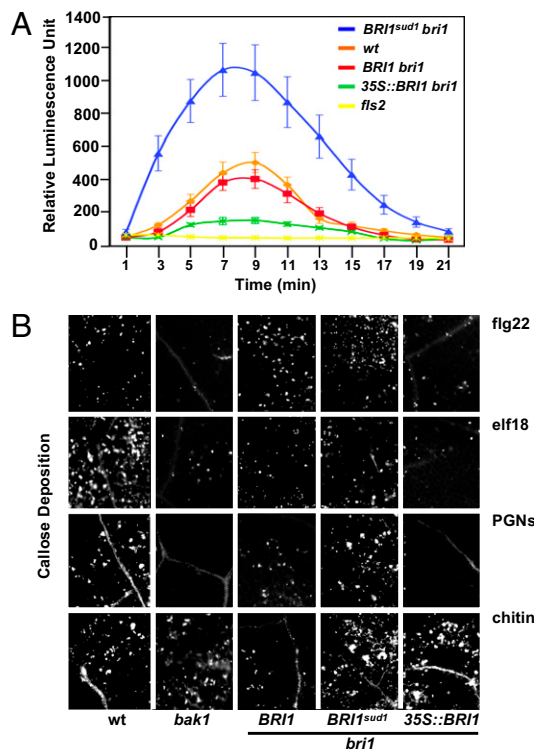 A
Relative Luminescence Unit
1400
1200
1000
800
600
400
200
0
BRI1sud1 bri1
wt
BRI1 bri1
35S::BRI1 bri1
fls2
1 3 5 7 9 11 13 15 17 19 21
Time (min)
B
Callose Deposition
flg22
elf18
PGNs
chitin
wt bak1 BRI1 BRI1sud1 35S::BRI1
bri1